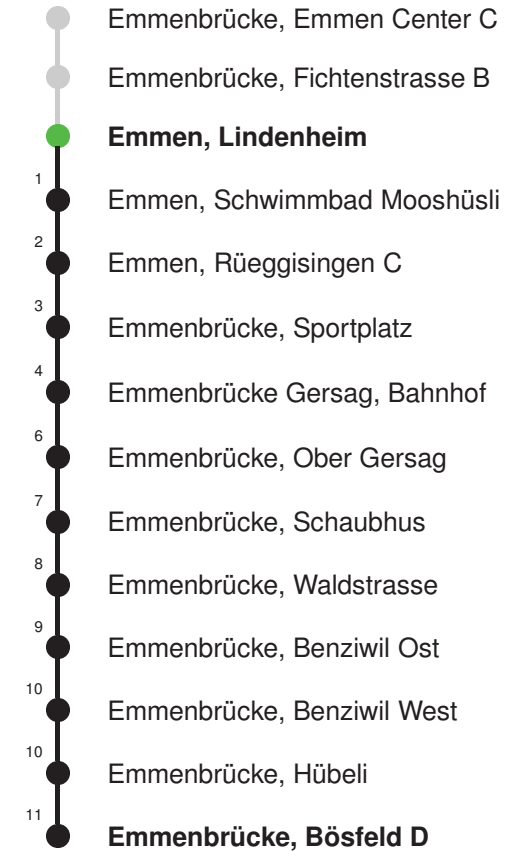 Emmenbrücke, Emmen Center C
Emmenbrücke, Fichtenstrasse B
Emmen, Lindenheim
1 Emmen, Schwimmbad Mooshüsli
2 Emmen, Rüeggisingen C
3 Emmenbrücke, Sportplatz
4 Emmenbrücke Gersag, Bahnhof
6 Emmenbrücke, Ober Gersag
7 Emmenbrücke, Schaubhus
8 Emmenbrücke, Waldstrasse
9 Emmenbrücke, Benziwil Ost
10 Emmenbrücke, Benziwil West
10 Emmenbrücke, Hübeli
11 Emmenbrücke, Bösfeld D